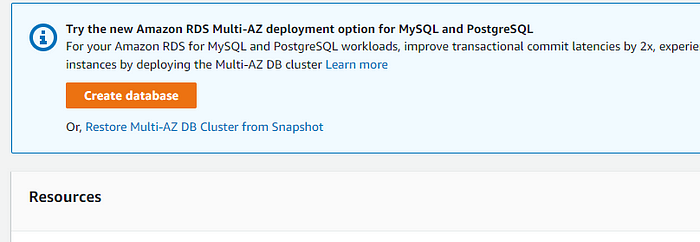 Try the new Amazon RDS Multi-AZ deployment option for MySQL and PostgreSQL
For your Amazon RDS for MySQL and PostgreSQL workloads, improve transactional commit latencies by 2x, experie
instances by deploying the Multi-AZ DB cluster Learn more
Create database
Or, Restore Multi-AZ DB Cluster from Snapshot
Resources